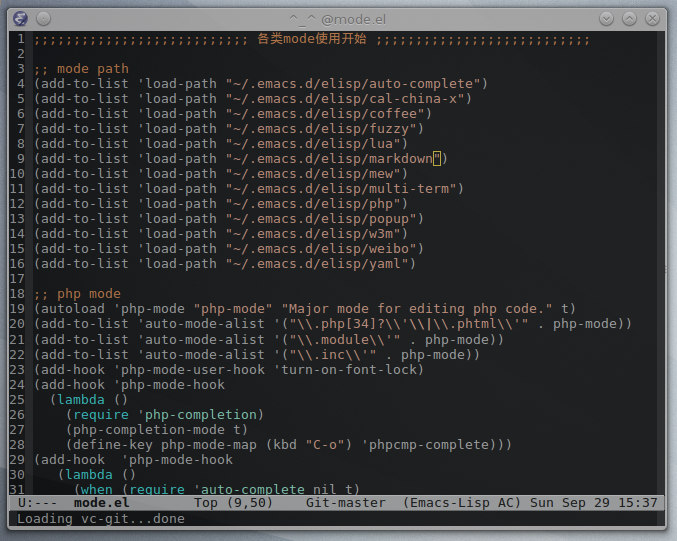 ^_^ @mode.el
1 ;;;;;;;;;;;;;;;;;;;;;;;;;;; 各类mode使用开始 ;;;;;;;;;;;;;;;;;;;;;;;;;;;
2
3 ;; mode path
4 (add-to-list 'load-path "~/.emacs.d/elisp/auto-complete")
5 (add-to-list 'load-path "~/.emacs.d/elisp/cal-china-x")
6 (add-to-list 'load-path "~/.emacs.d/elisp/coffee")
7 (add-to-list 'load-path "~/.emacs.d/elisp/fuzzy")
8 (add-to-list 'load-path "~/.emacs.d/elisp/lua")
9 (add-to-list 'load-path "~/.emacs.d/elisp/markdown")
10 (add-to-list 'load-path "~/.emacs.d/elisp/mew")
11 (add-to-list 'load-path "~/.emacs.d/elisp/multi-term")
12 (add-to-list 'load-path "~/.emacs.d/elisp/php")
13 (add-to-list 'load-path "~/.emacs.d/elisp/popup")
14 (add-to-list 'load-path "~/.emacs.d/elisp/w3m")
15 (add-to-list 'load-path "~/.emacs.d/elisp/weibo")
16 (add-to-list 'load-path "~/.emacs.d/elisp/yaml")
17
18 ;; php mode
19 (autoload 'php-mode "php-mode" "Major mode for editing php code." t)
20 (add-to-list 'auto-mode-alist '("\\.php[34]?\\'\\|\\.phtml\\'" . php-mode))
21 (add-to-list 'auto-mode-alist '("\\.module\\'" . php-mode))
22 (add-to-list 'auto-mode-alist '("\\.inc\\'" . php-mode))
23 (add-hook 'php-mode-user-hook 'turn-on-font-lock)
24 (add-hook 'php-mode-hook
25   (lambda ()
26     (require 'php-completion)
27     (php-completion-mode t)
28     (define-key php-mode-map (kbd "C-o") 'phpcmp-complete)))
29 (add-hook  'php-mode-hook
30    (lambda ()
31      (when (require 'auto-complete nil t)
U:---  mode.el        Top (9,50)    Git-master  (Emacs-Lisp AC) Sun Sep 29 15:37
Loading vc-git...done